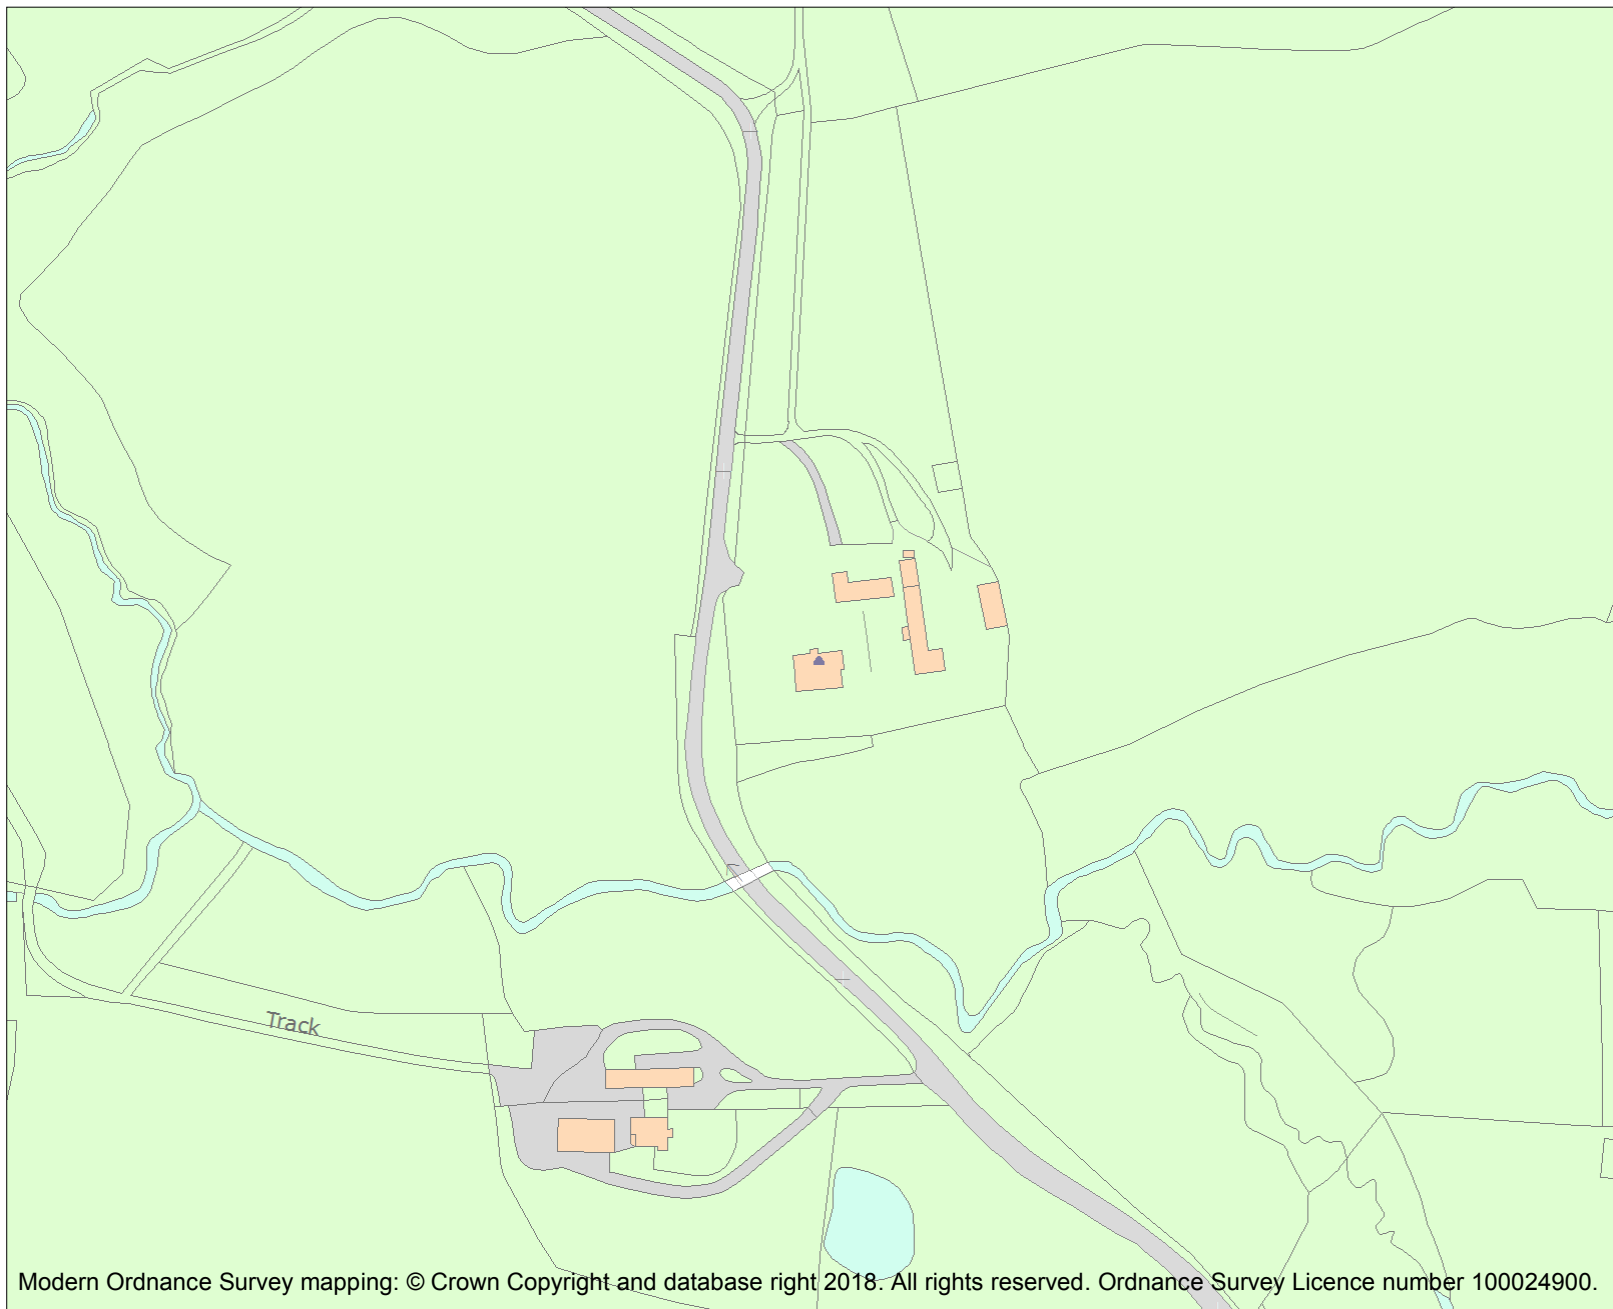 Track
Modern Ordnance Survey mapping: © Crown Copyright and database right 2018. All rights reserved. Ordnance Survey Licence number 100024900.